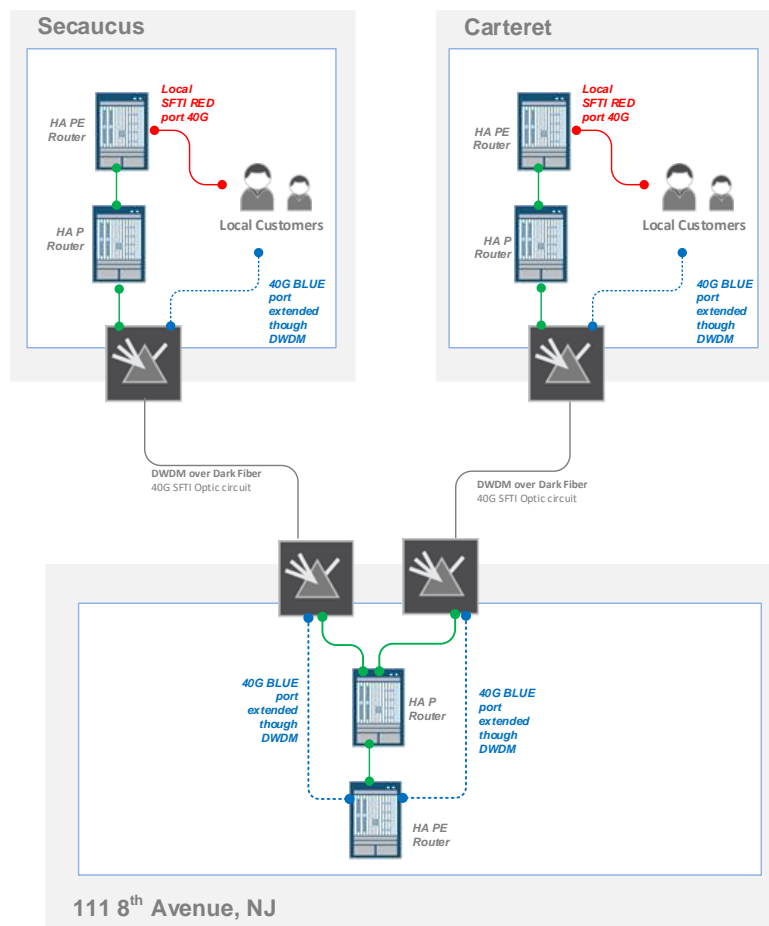 Secaucus
Carteret
Local
SFTI RED
port 40G
HA PE
Router
Local
SFTI RED
port 40G
HA PE
Router
HA P
Router
Local Customers
HA P
Router
Local Customers
40G BLUE
port
extended
though
DWDM
40G BLUE
port
extended
though
DWDM
DWDM over Dark Fiber
40G SFTI Optic circuit
DWDM over Dark Fiber
40G SFTI Optic circuit
40G BLUE
port
extended
though
DWDM
HA P
Router
40G BLUE
port
extended
though
DWDM
HA PE
Router
111 8th Avenue, NJ